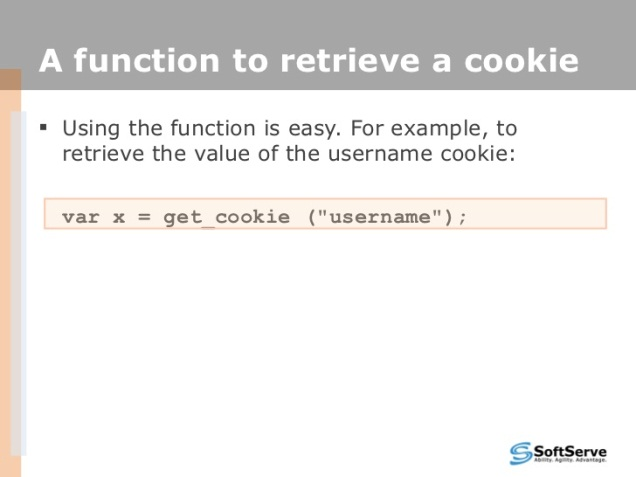 A function to retrieve a cookie
▪ Using the function is easy. For example, to
retrieve the value of the username cookie:
var x = get_cookie ("username");
SoftServe
Ability. Agility. Advantage.